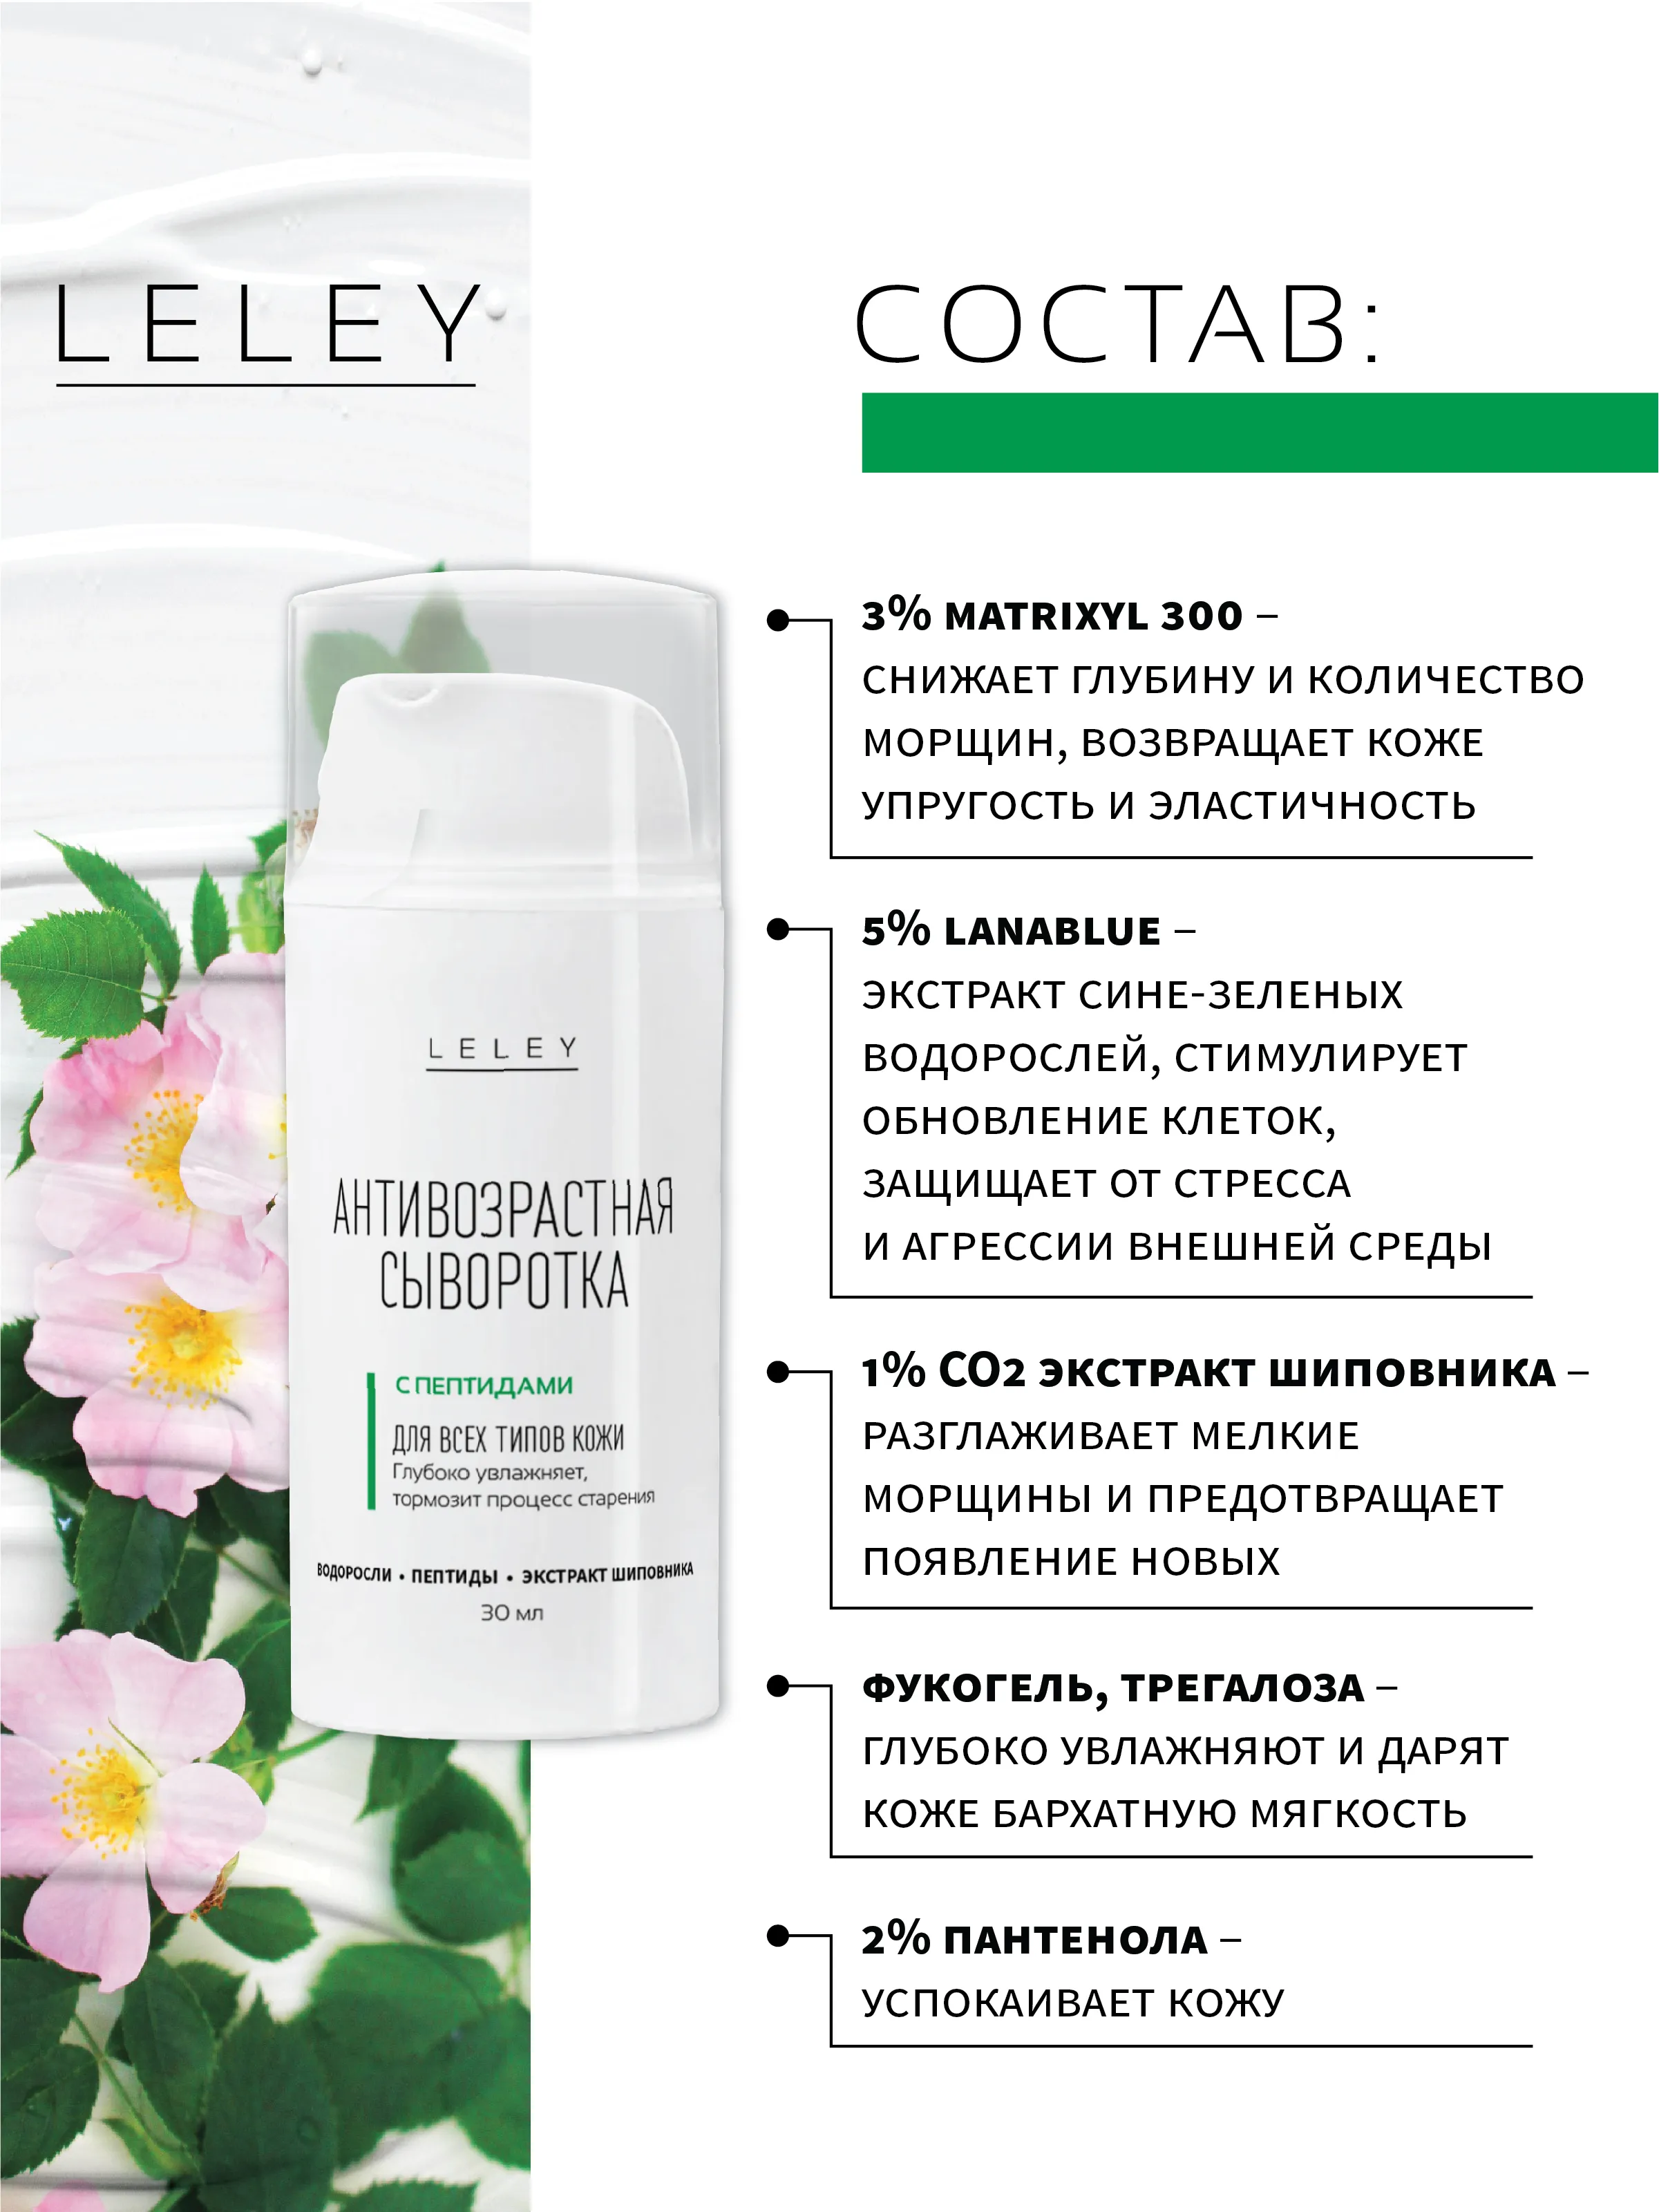 LELEY
СОСТАВ:
3% MATRIXYL 300 –
СНИЖАЕТ ГЛУБИНУ И КОЛИЧЕСТВО
МОРЩИН, ВОЗВРАЩАЕТ КОЖЕ
УПРУГОСТЬ И ЭЛАСТИЧНОСТЬ
5% LANABLUE –
ЭКСТРАКТ СИНЕ-ЗЕЛЕНЫХ
ВОДОРОСЛЕЙ, СТИМУЛИРУЕТ
ОБНОВЛЕНИЕ КЛЕТОК,
ЗАЩИЩАЕТ ОТ СТРЕССА
И АГРЕССИИ ВНЕШНЕЙ СРЕДЫ
1% CO2 ЭКСТРАКТ ШИПОВНИКА –
РАЗГЛАЖИВАЕТ МЕЛКИЕ
МОРЩИНЫ И ПРЕДОТВРАЩАЕТ
ПОЯВЛЕНИЕ НОВЫХ
ФУКОГЕЛЬ, ТРЕГАЛОЗА –
ГЛУБОКО УВЛАЖНЯЮТ И ДАРЯТ
КОЖЕ БАРХАТНУЮ МЯГКОСТЬ
2% ПАНТЕНОЛА –
УСПОКАИВАЕТ КОЖУ
LELEY
АНТИВОЗРАСТНАЯ
СЫВОРОТКА
С ПЕПТИДАМИ
ДЛЯ ВСЕХ ТИПОВ КОЖИ
Глубоко увлажняет,
тормозит процесс старения
ВОДОРОСЛИ • ПЕПТИДЫ • ЭКСТРАКТ ШИПОВНИКА
30 мл